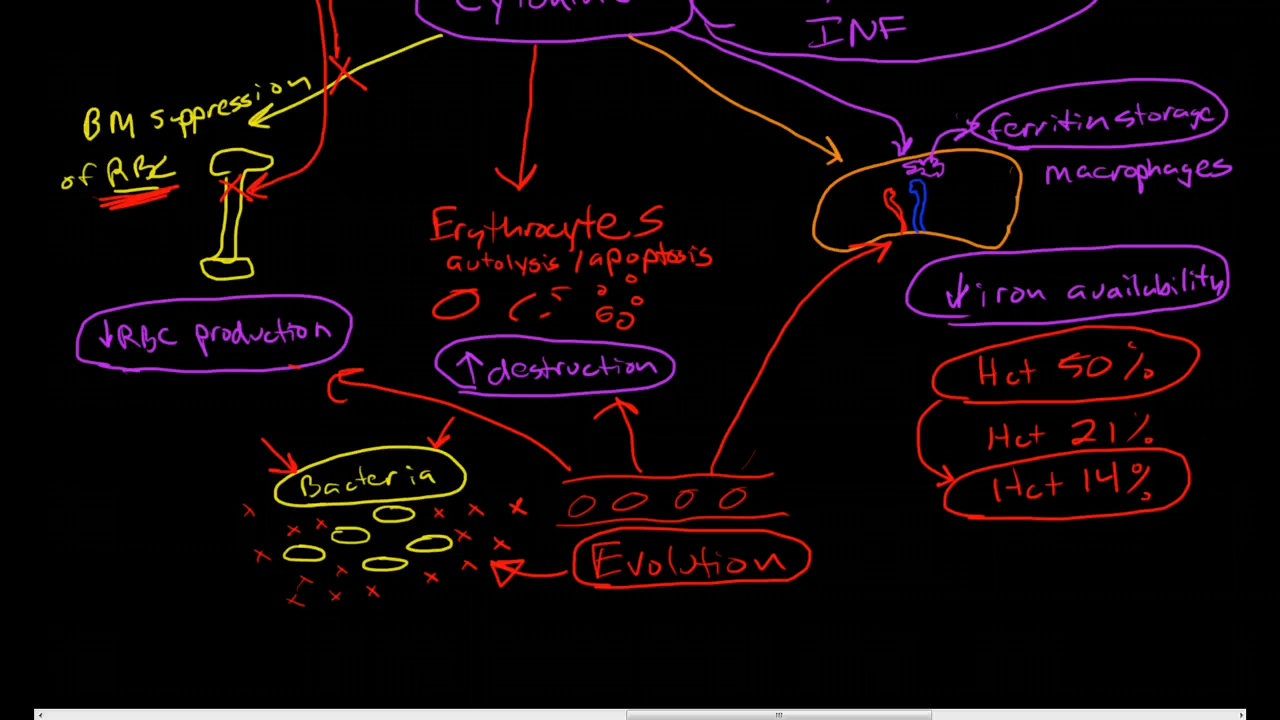 INF
BM suppression
of RBC
ferritin storage
macrophages
Erythrocytes
autolysis / apoptosis
↓ iron availability
↓ RBC production
↑ destruction
Hct 50%
Hct 21%
Hct 14%
Bacteria
Evolution